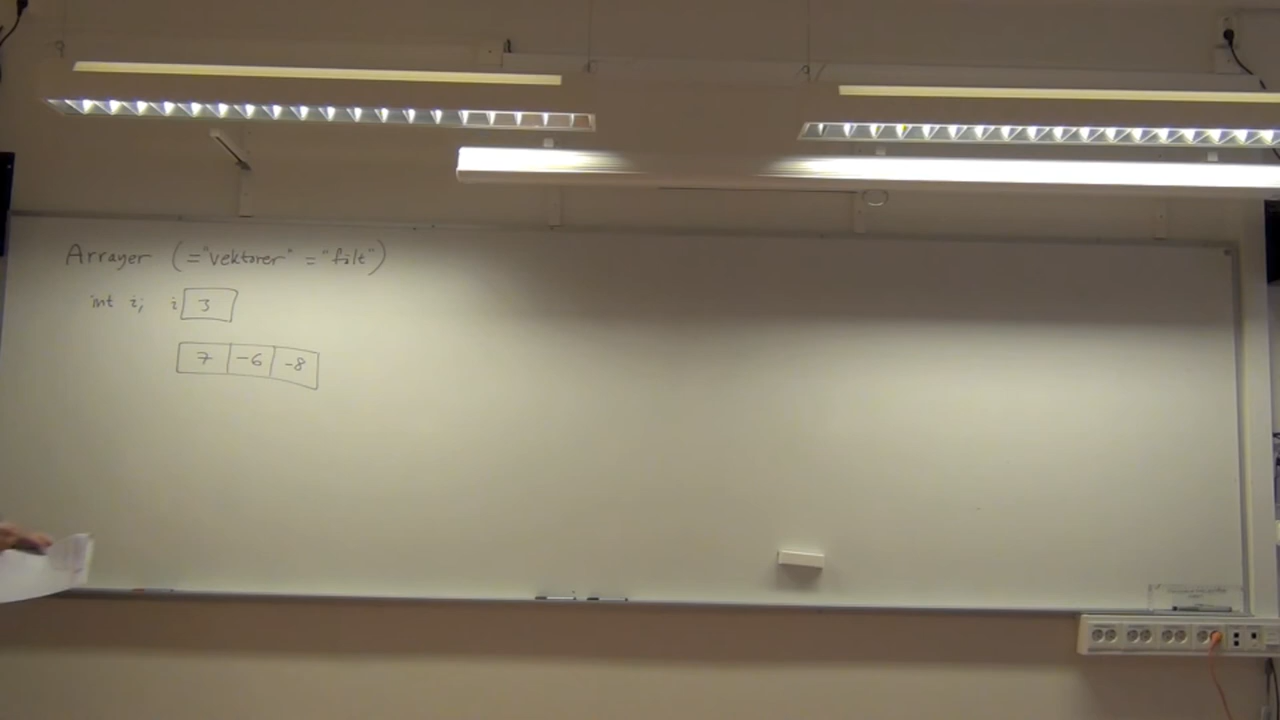 Arrayer (="vektorer" = "fält")
int i; i 3
7 -6 -8